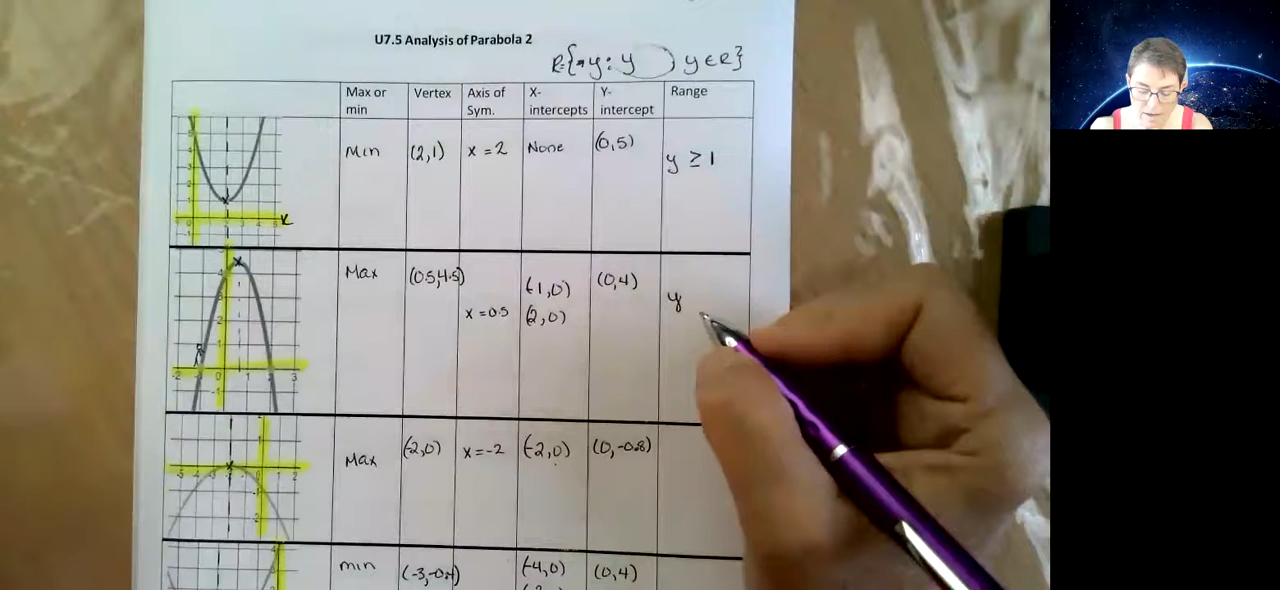 U7.5 Analysis of Parabola 2
R={y: y , y∈R}
Max or min Vertex Axis of Sym. X-intercepts Y-intercept Range
Min (2,1) x=2 None (0,5) y ≥ 1
Max (0.5,4.5) x=0.5 (-1,0) (2,0) (0,4) y
Max (-2,0) x=-2 (-2,0) (0,-0.8)
min (-3,-0.4) (-4,0) (0,4)